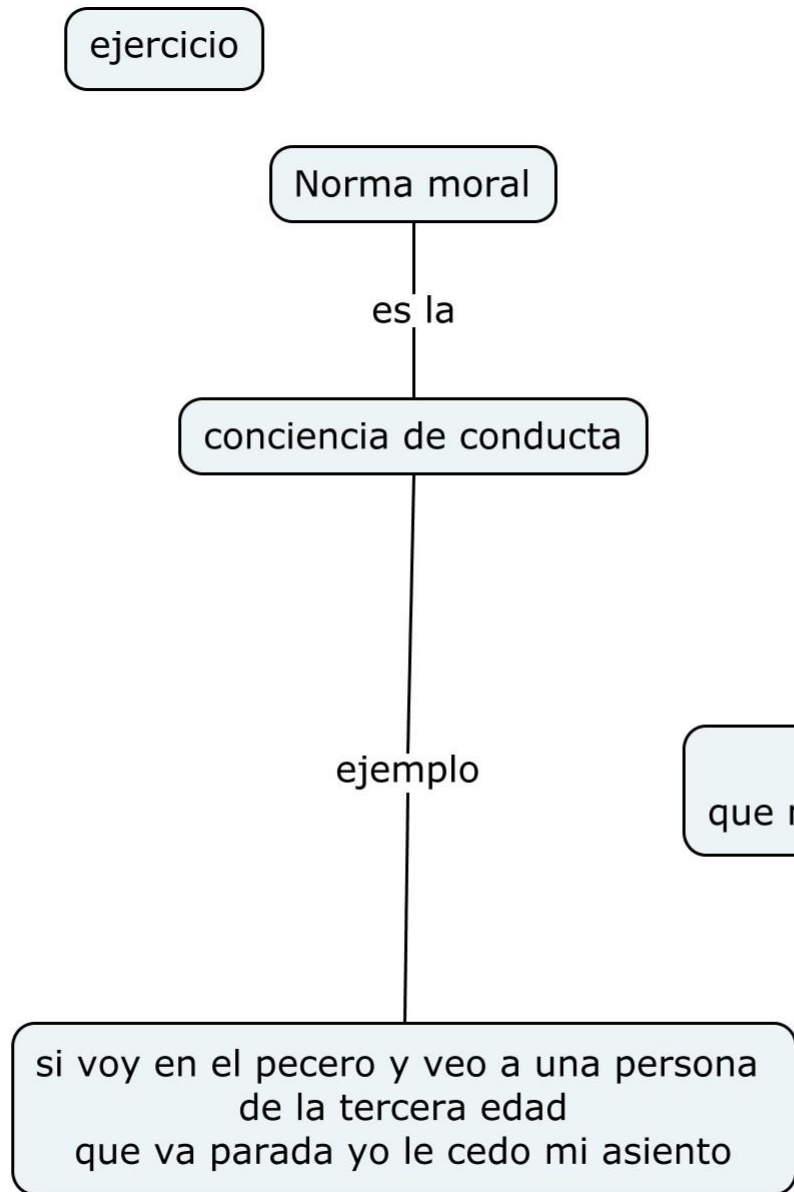 ejercicio
Norma moral
es la
conciencia de conducta
ejemplo
que
si voy en el pecero y veo a una persona
de la tercera edad
que va parada yo le cedo mi asiento